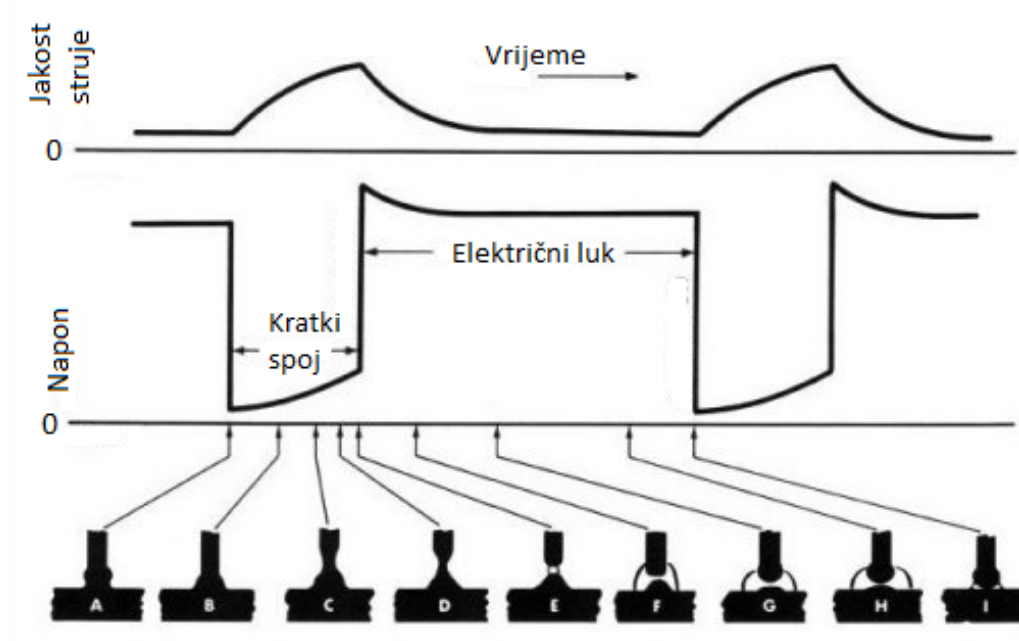 Jakost
struje
Vrijeme
0
Električni luk
Kratki
spoj
Napon
0
A B C D E F G H I